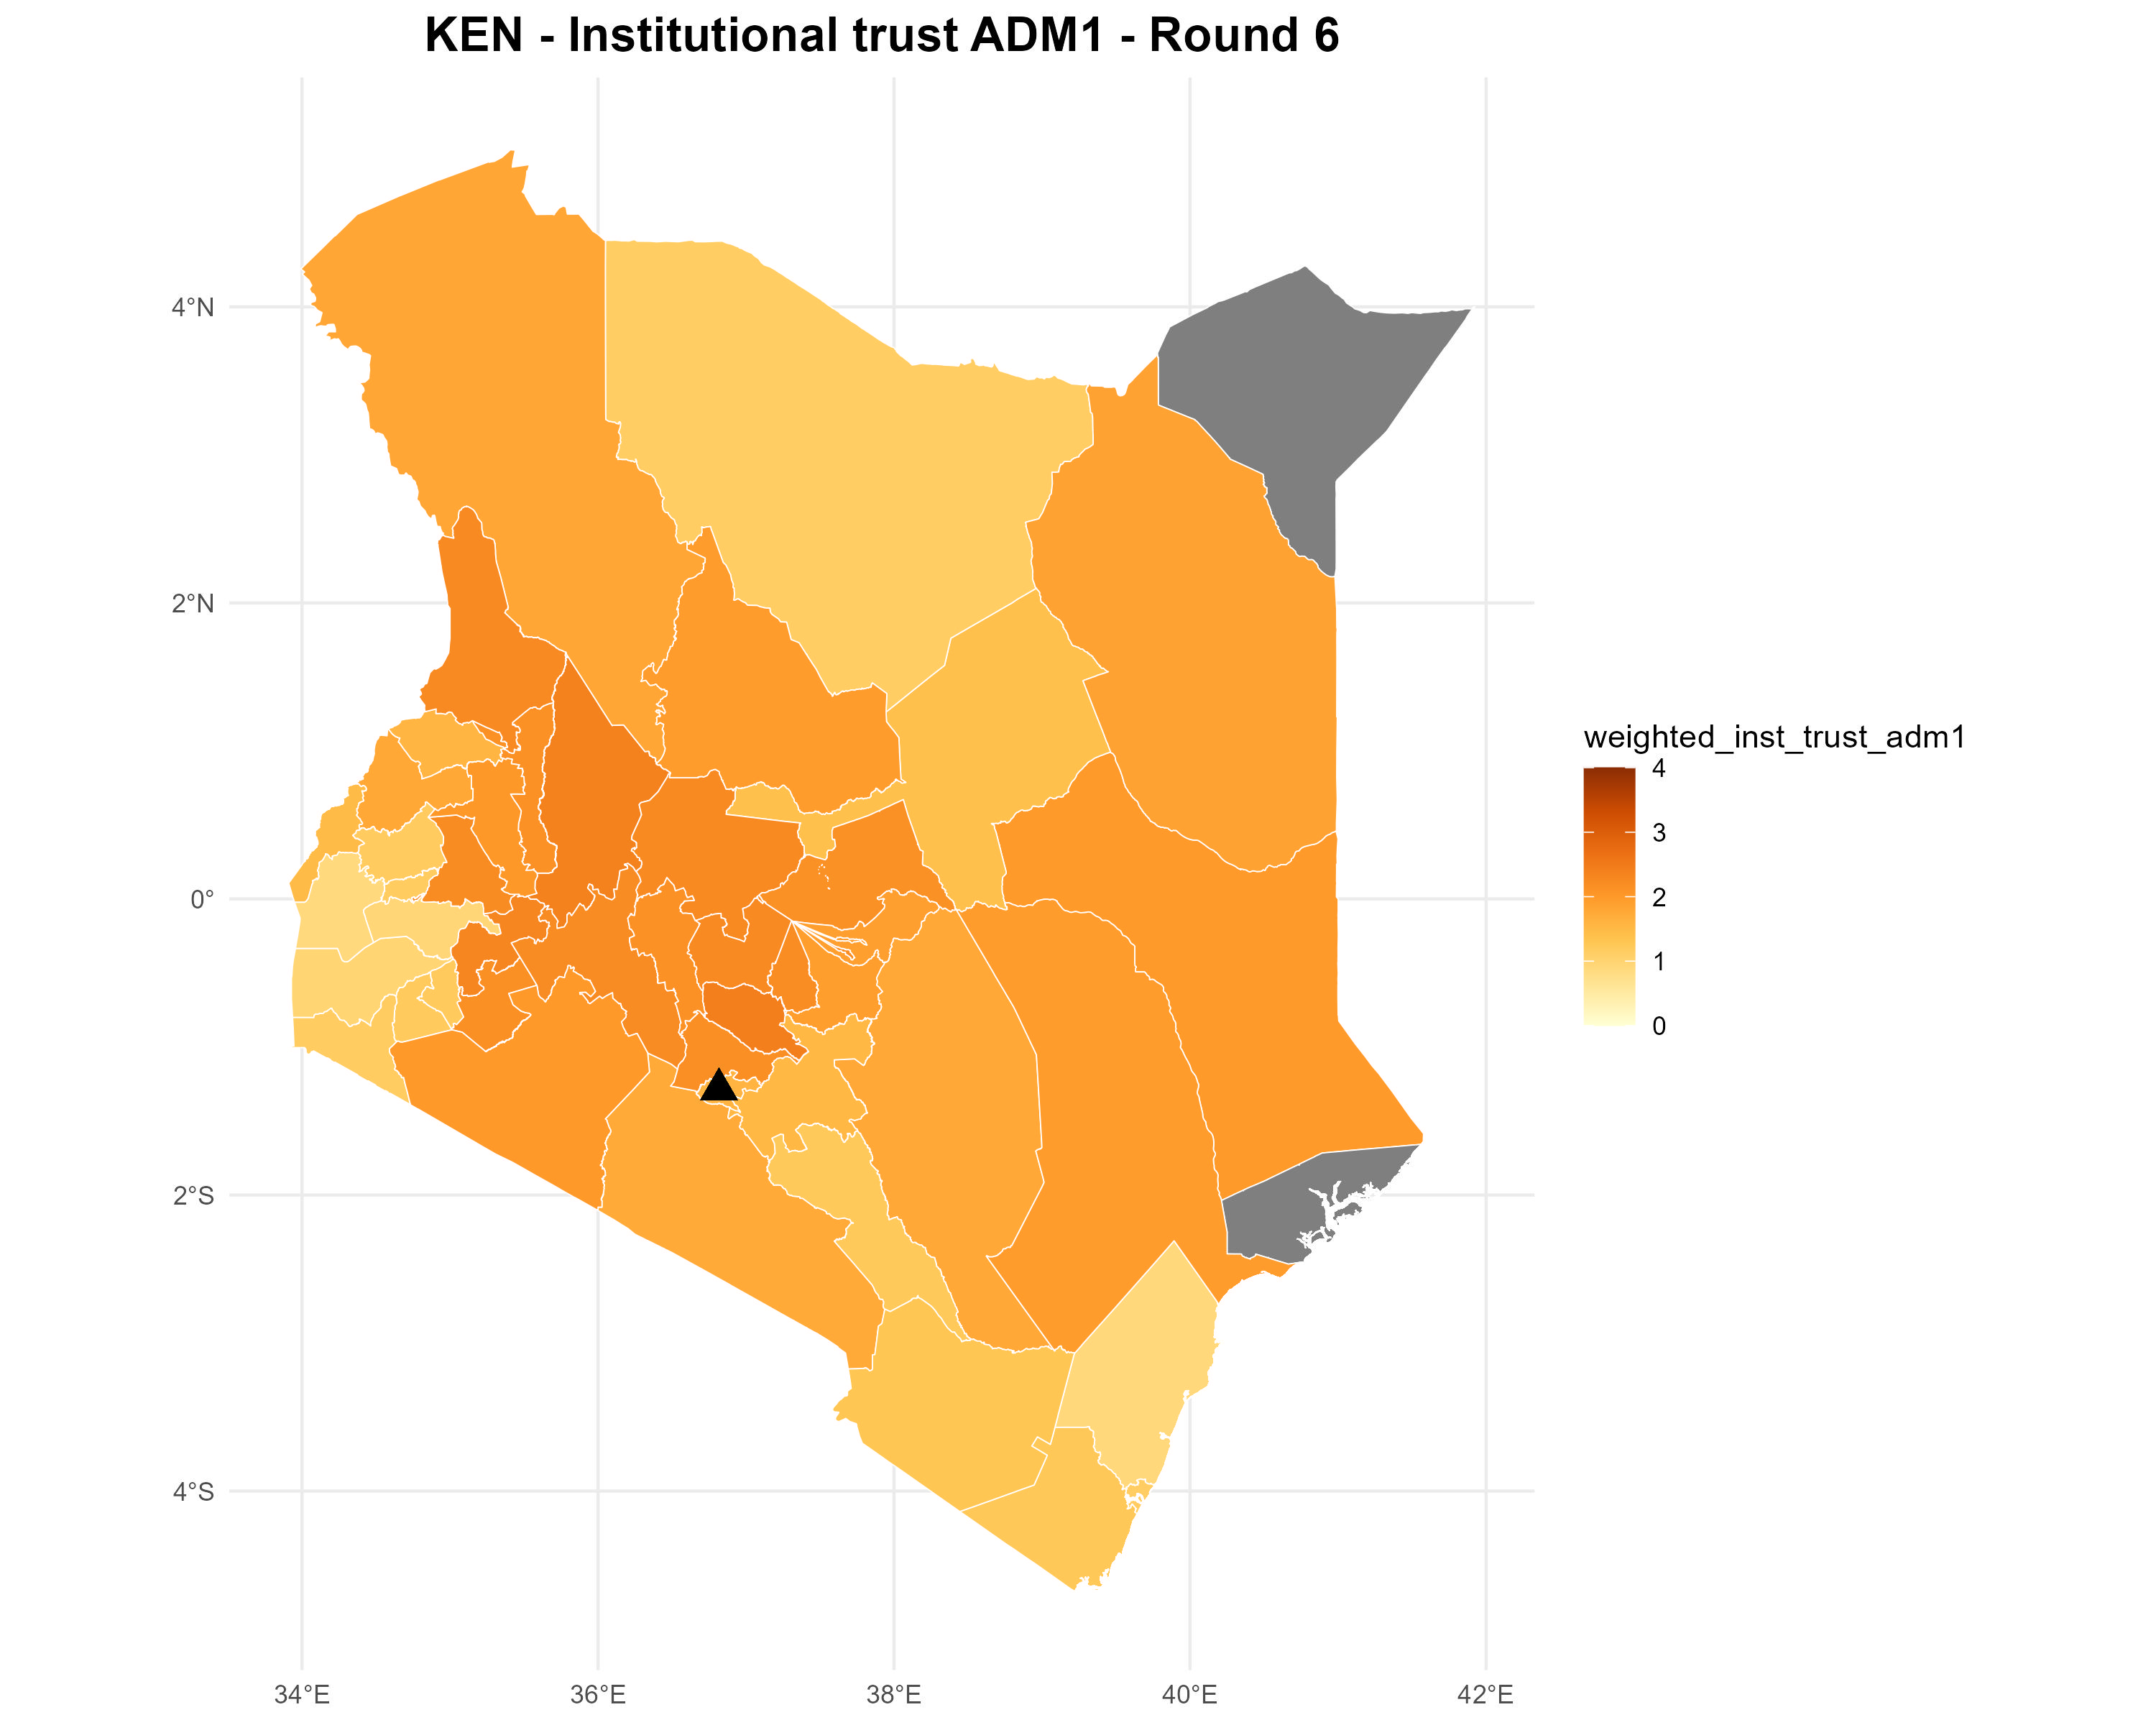 KEN - Institutional trust ADM1 - Round 6
4°N
2°N
0°
2°S
4°S
34°E
36°E
38°E
40°E
42°E
weighted_inst_trust_adm1
4
3
2
1
0